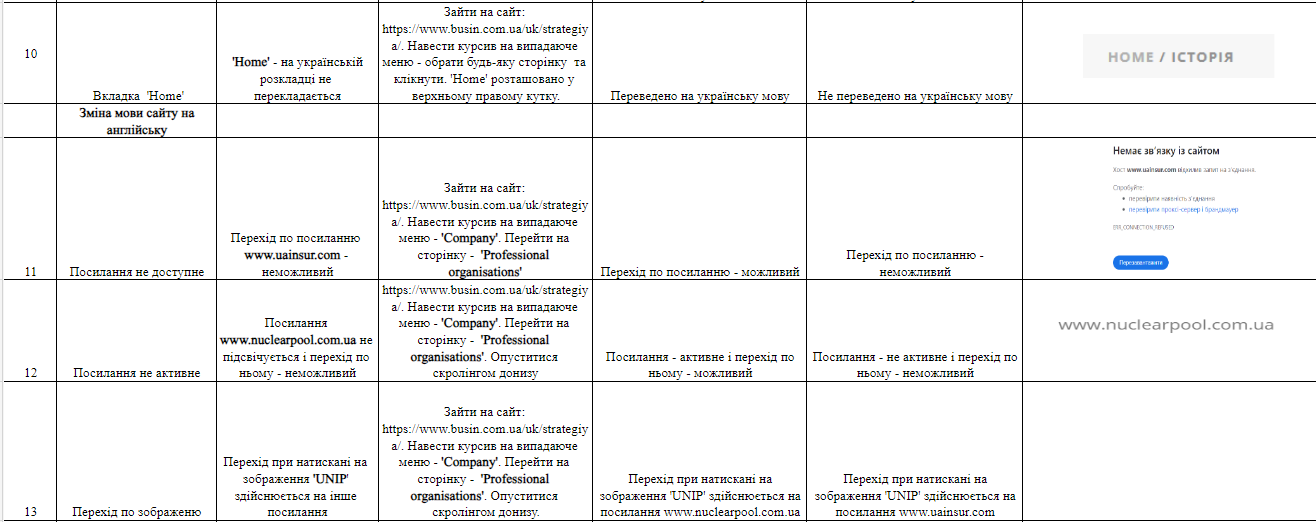 10
Вкладка 'Home'
'Home' - на українській
розкладці не
перекладається
Зайти на сайт:
https://www.busin.com.ua/uk/strategiy
a/. Навести курсив на випадаюче
меню - обрати будь-яку сторінку та
клікнути. 'Home' розташовано у
верхньому правому кутку.
Переведено на українську мову
Не переведено на українську мову
HOME / ІСТОРІЯ
Зміна мови сайту на
англійську
11
Посилання не доступне
Перехід по посиланню
www.uainsur.com -
неможливий
Зайти на сайт:
https://www.busin.com.ua/uk/strategiy
a/. Навести курсив на випадаюче
меню - 'Company'. Перейти на
сторінку - 'Professional
organisations'
Перехід по посиланню - можливий
Перехід по посиланню -
неможливий
Немає зв'язку із сайтом
Хост www.uainsur.com відхилив запит на з'єднання.
Спробуйте:
перевірити наявність з'єднання
перевірити проксі-сервер і брандмауер
ERR_CONNECTION_REFUSED
Перезавантажити
12
Посилання не активне
Посилання
www.nuclearpool.com.ua не
підсвічується і перехід по
ньому - неможливий
https://www.busin.com.ua/uk/strategiy
a/. Навести курсив на випадаюче
меню - 'Company'. Перейти на
сторінку - 'Professional
organisations'. Опуститися
скролінгом донизу
Посилання - активне і перехід по
ньому - можливий
Посилання - не активне і перехід по
ньому - неможливий
www.nuclearpool.com.ua
13
Перехід по зображеню
Перехід при натискані на
зображення 'UNIP'
здійснюється на інше
посилання
Зайти на сайт:
https://www.busin.com.ua/uk/strategiy
a/. Навести курсив на випадаюче
меню - 'Company'. Перейти на
сторінку - 'Professional
organisations'. Опуститися
скролінгом донизу.
Перехід при натискані на
зображення 'UNIP' здійснюється на
посилання www.nuclearpool.com.ua
Перехід при натискані на
зображення 'UNIP' здійснюється на
посилання www.uainsur.com